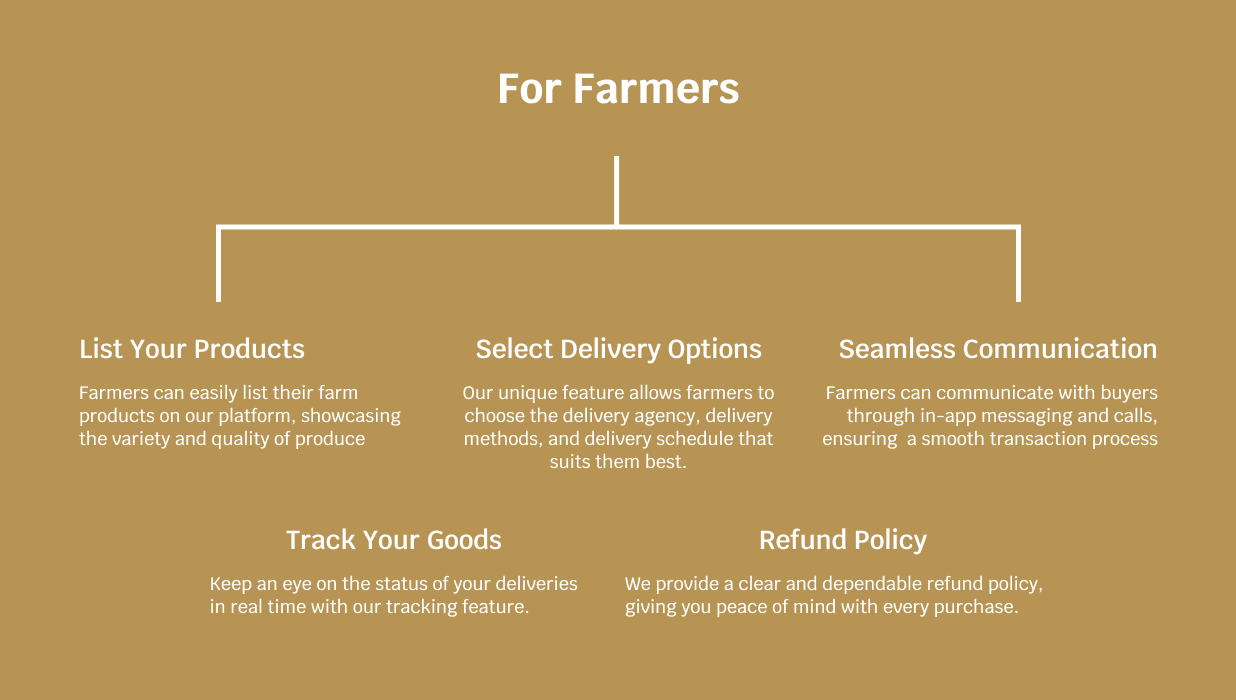 For Farmers
List Your Products
Farmers can easily list their farm
products on our platform, showcasing
the variety and quality of produce
Select Delivery Options
Our unique feature allows farmers to
choose the delivery agency, delivery
methods, and delivery schedule that
suits them best.
Seamless Communication
Farmers can communicate with buyers
through in-app messaging and calls,
ensuring  a smooth transaction process
Track Your Goods
Keep an eye on the status of your deliveries
in real time with our tracking feature.
Refund Policy
We provide a clear and dependable refund policy,
giving you peace of mind with every purchase.